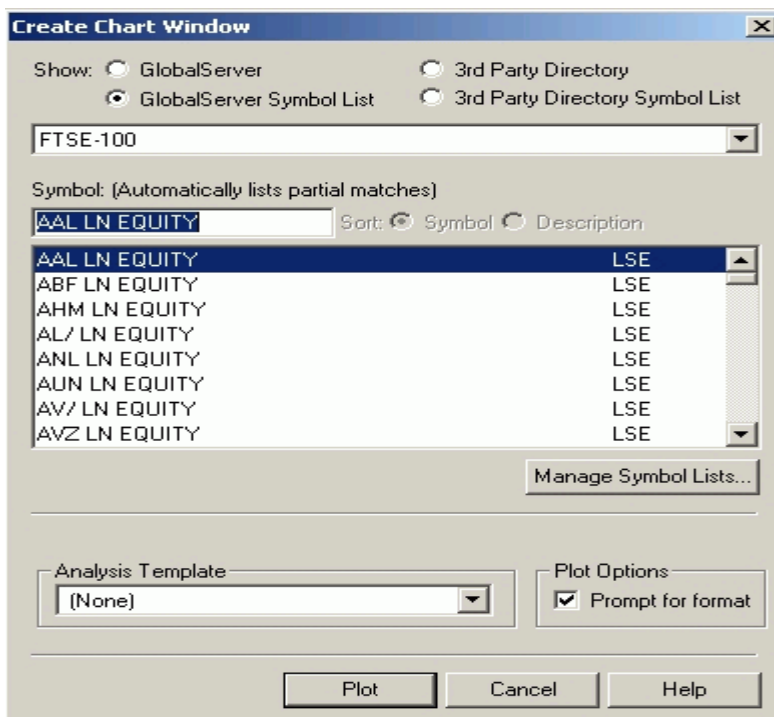 Create Chart Window
Show: GlobalServer 3rd Party Directory
GlobalServer Symbol List 3rd Party Directory Symbol List
FTSE-100
Symbol: (Automatically lists partial matches)
AAL LN EQUITY Sort: Symbol Description
AAL LN EQUITY LSE
ABF LN EQUITY LSE
AHM LN EQUITY LSE
AL/ LN EQUITY LSE
ANL LN EQUITY LSE
AUN LN EQUITY LSE
AV/ LN EQUITY LSE
AVZ LN EQUITY LSE
Manage Symbol Lists...
Analysis Template Plot Options
(None) Prompt for format
Plot Cancel Help